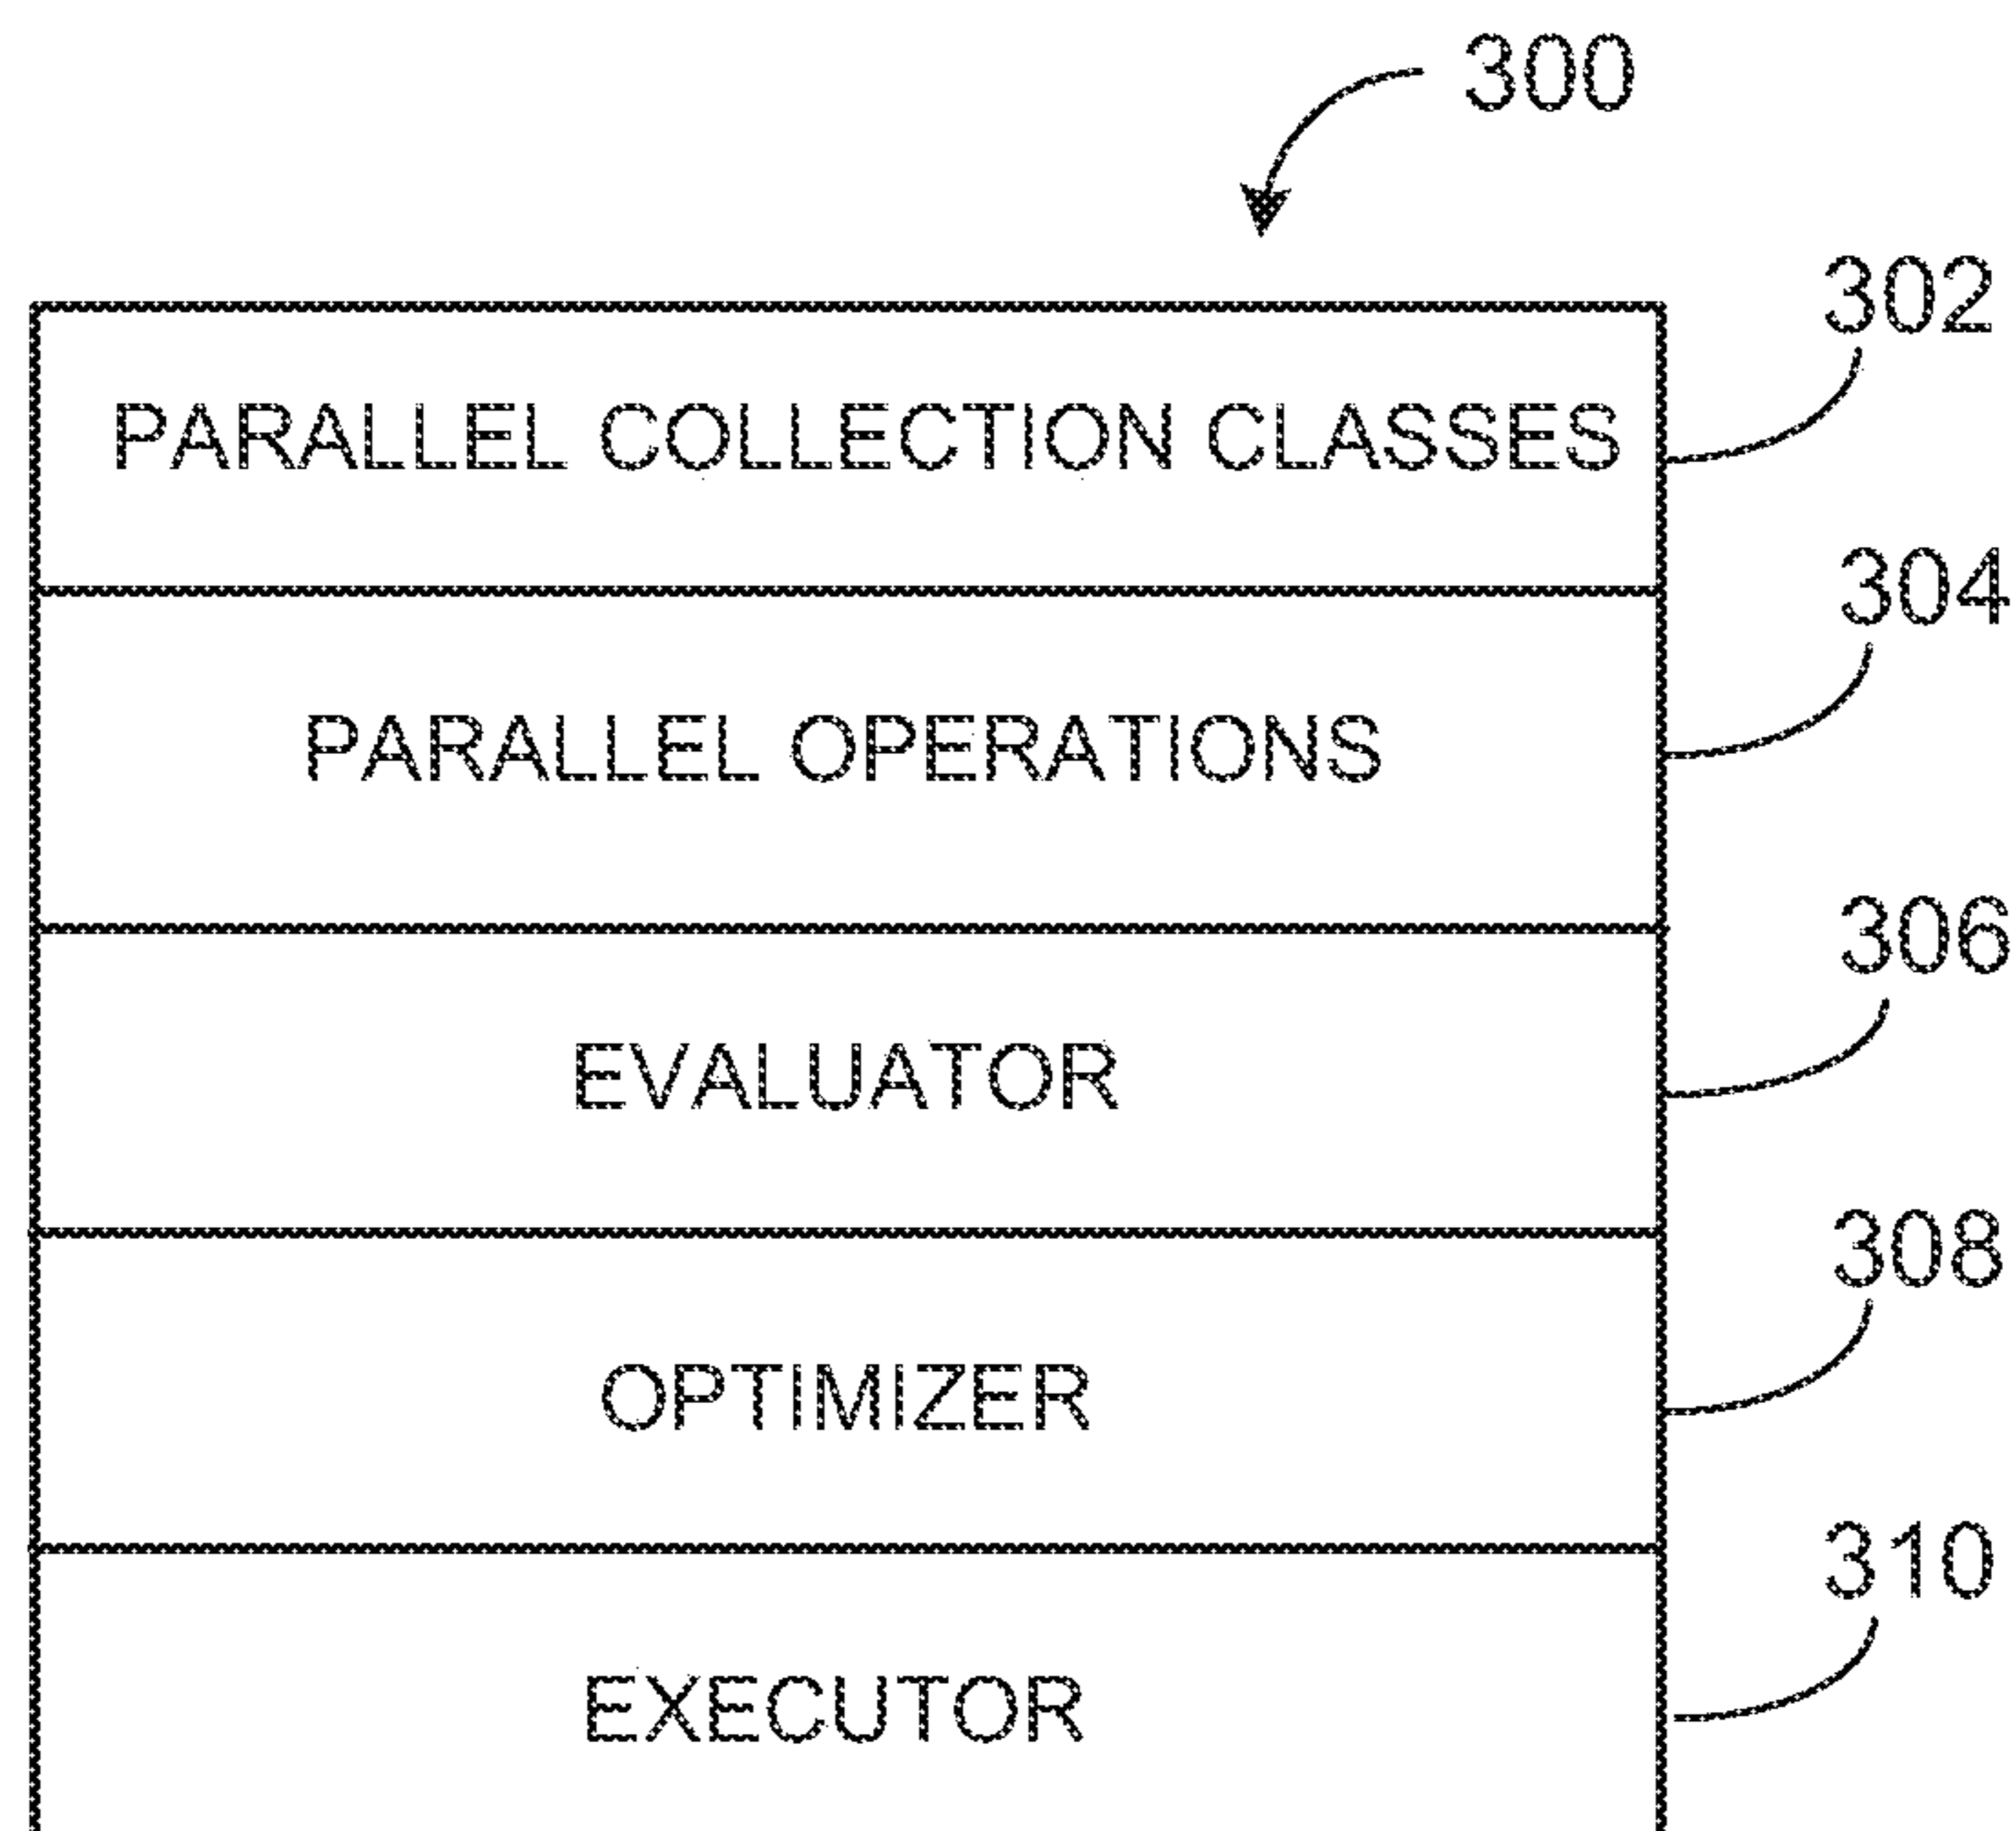 300
302
PARALLEL COLLECTION CLASSES
304
PARALLEL OPERATIONS
306
EVALUATOR
308
OPTIMIZER
310
EXECUTOR